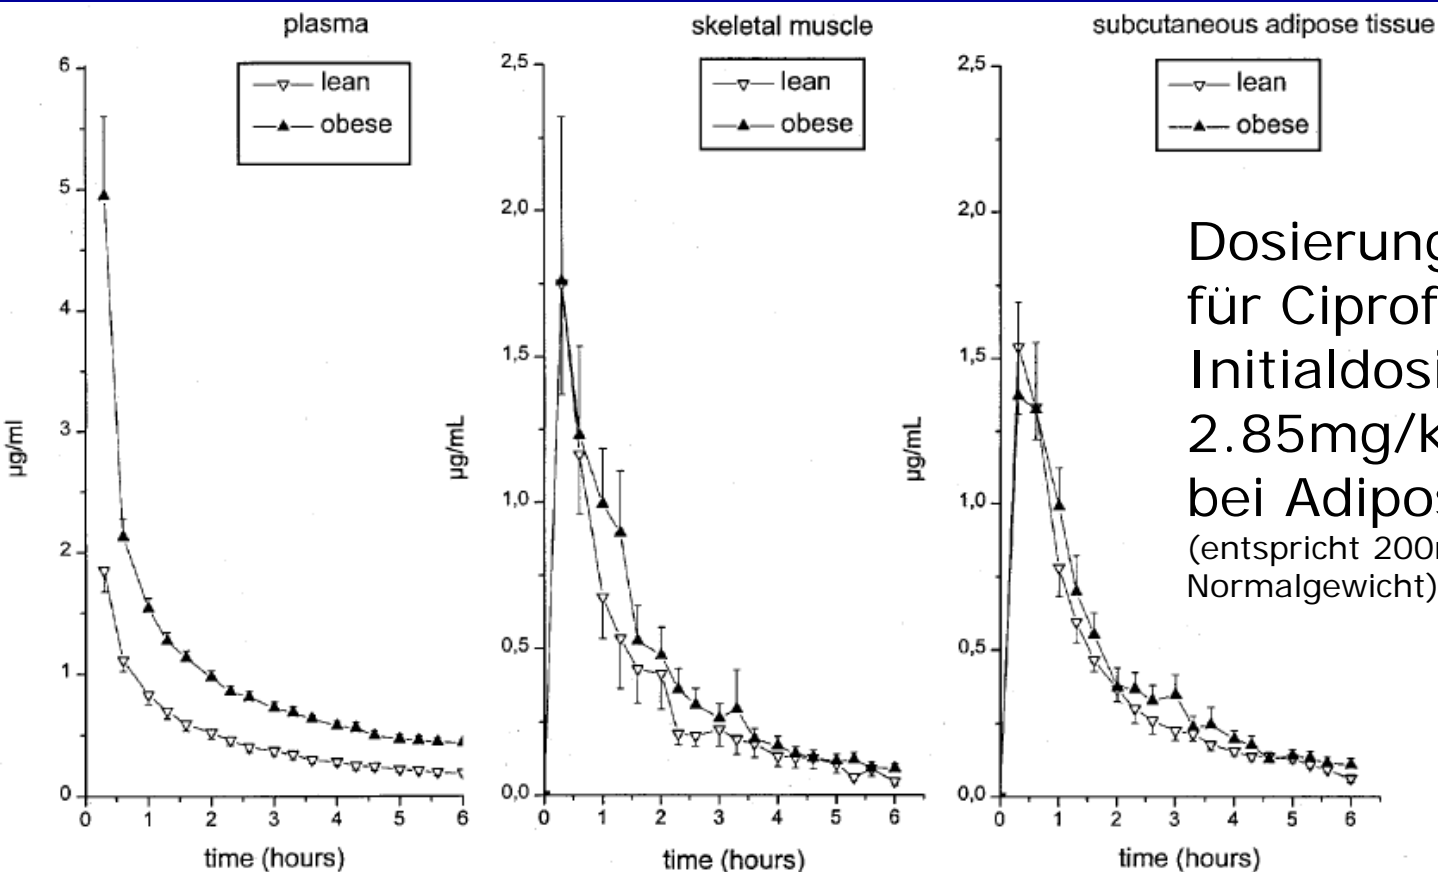 plasma
6
5
4
3
2
1
0
µg/ml
lean
obese
0 1 2 3 4 5 6
time (hours)
skeletal muscle
2,5
2,0
1,5
1,0
0,5
0,0
µg/mL
lean
obese
0 1 2 3 4 5 6
time (hours)
subcutaneous adipose tissue
2,5
2,0
1,5
1,0
0,5
0,0
µg/mL
lean
obese
0 1 2 3 4 5 6
time (hours)
Dosierung
für Ciprof
Initialdosi
2.85mg/k
bei Adipos
(entspricht 200m
Normalgewicht)